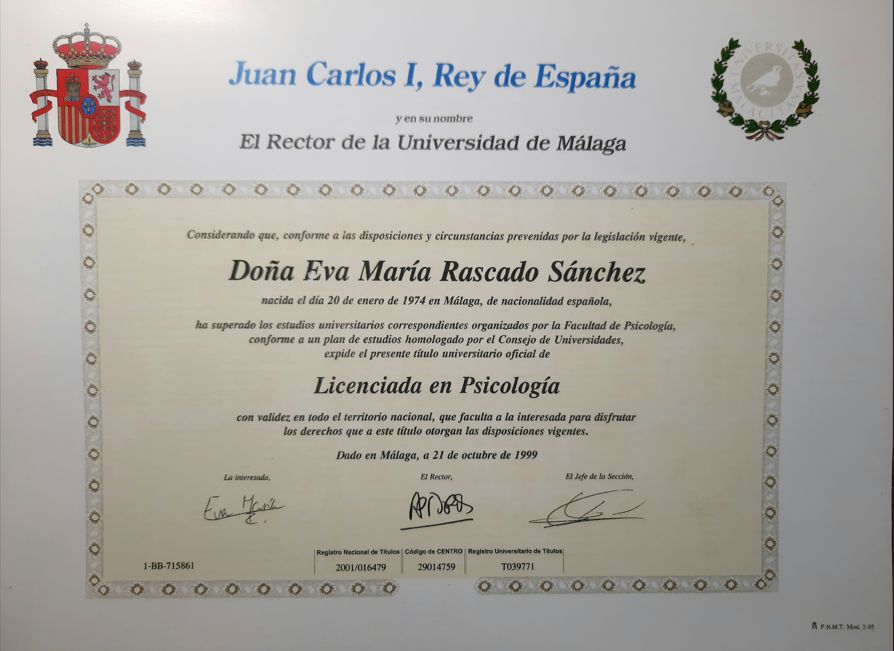 Juan Carlos I, Rey de España
y en su nombre
El Rector de la Universidad de Málaga
UNIVERSITAS
MALACITANA
Considerando que, conforme a las disposiciones y circunstancias prevenidas por la legislación vigente,
Doña Eva María Rascado Sánchez
nacida el día 20 de enero de 1974 en Málaga, de nacionalidad española,
ha superado los estudios universitarios correspondientes organizados por la Facultad de Psicología,
conforme a un plan de estudios homologado por el Consejo de Universidades,
expide el presente título universitario oficial de
Licenciada en Psicología
con validez en todo el territorio nacional, que faculta a la interesada para disfrutar
los derechos que a este título otorgan las disposiciones vigentes.
Dado en Málaga, a 21 de octubre de 1999
La interesada, El Rector, El Jefe de la Sección,
Eva María
Registro Nacional de Títulos Código de CENTRO Registro Universitario de Títulos
1-BB-715861 2001/016479 29014759 T039771
F.N.M.T. Mod. 2-95